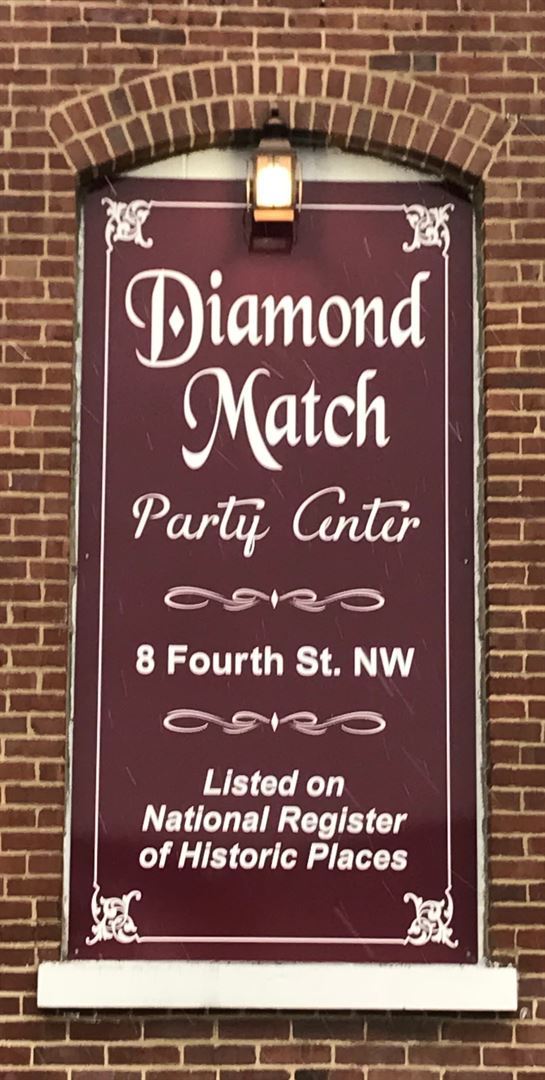 Diamond
Match
Party Center
8 Fourth St. NW
Listed on
National Register
of Historic Places